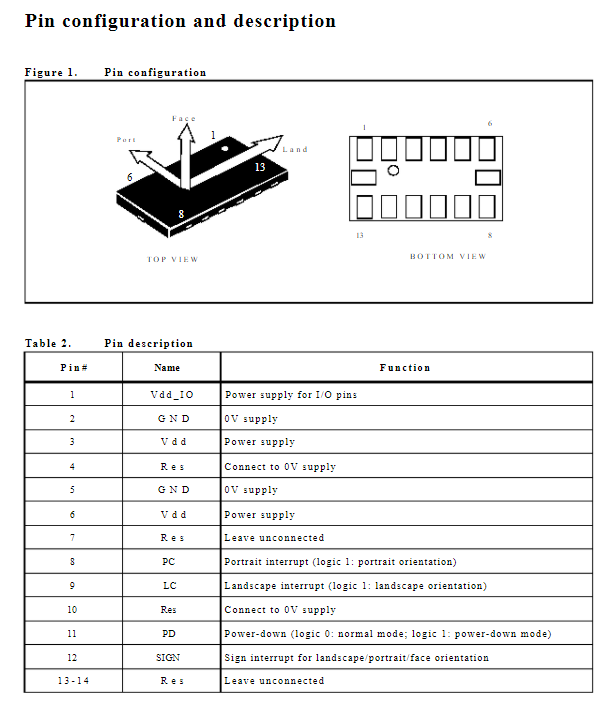 Pin configuration and description
Figure 1. Pin configuration
Face
1
Port
Land
6
13
8
TOP VIEW
1
6
13
8
BOTTOM VIEW
Table 2. Pin description
Pin# Name Function
1 Vdd_IO Power supply for I/O pins
2 GND 0V supply
3 Vdd Power supply
4 Res Connect to 0V supply
5 GND 0V supply
6 Vdd Power supply
7 Res Leave unconnected
8 PC Portrait interrupt (logic 1: portrait orientation)
9 LC Landscape interrupt (logic 1: landscape orientation)
10 Res Connect to 0V supply
11 PD Power-down (logic 0: normal mode; logic 1: power-down mode)
12 SIGN Sign interrupt for landscape/portrait/face orientation
13-14 Res Leave unconnected